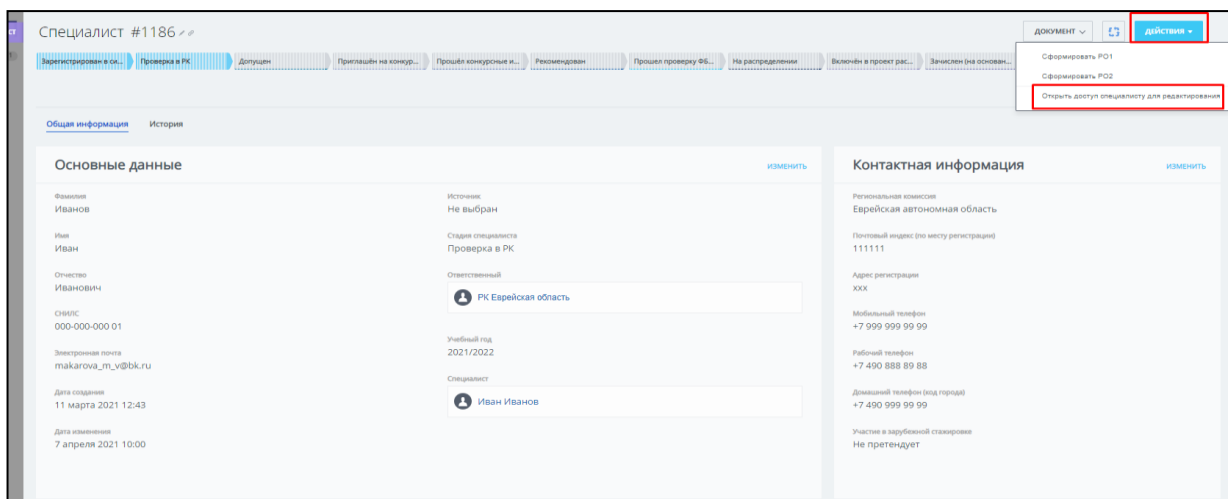 ст
Специалист #1186
ДОКУМЕНТ
ДЕЙСТВИЯ
Зарегистрирован в си...
Проверка в РК
Допущен
Приглашён на конкур...
Прошёл конкурсные и...
Рекомендован
Прошел проверку ФБ...
На распределении
Включён в проект рас...
Зачислен (на основан...
Сформировать РО1
Сформировать РО2
Открыть доступ специалисту для редактирования
Общая информация
История
Основные данные
ИЗМЕНИТЬ
Фамилия
Иванов
Имя
Иван
Отчество
Иванович
СНИЛС
000-000-000 01
Электронная почта
makarova_m_v@bk.ru
Дата создания
11 марта 2021 12:43
Дата изменения
7 апреля 2021 10:00
Источник
Не выбран
Стадия специалиста
Проверка в РК
Ответственный
РК Еврейская область
Учебный год
2021/2022
Специалист
Иван Иванов
Контактная информация
ИЗМЕНИТЬ
Региональная комиссия
Еврейская автономная область
Почтовый индекс (по месту регистрации)
111111
Адрес регистрации
xxx
Мобильный телефон
+7 999 999 99 99
Рабочий телефон
+7 490 888 89 88
Домашний телефон (код города)
+7 490 999 99 99
Участие в зарубежной стажировке
Не претендует